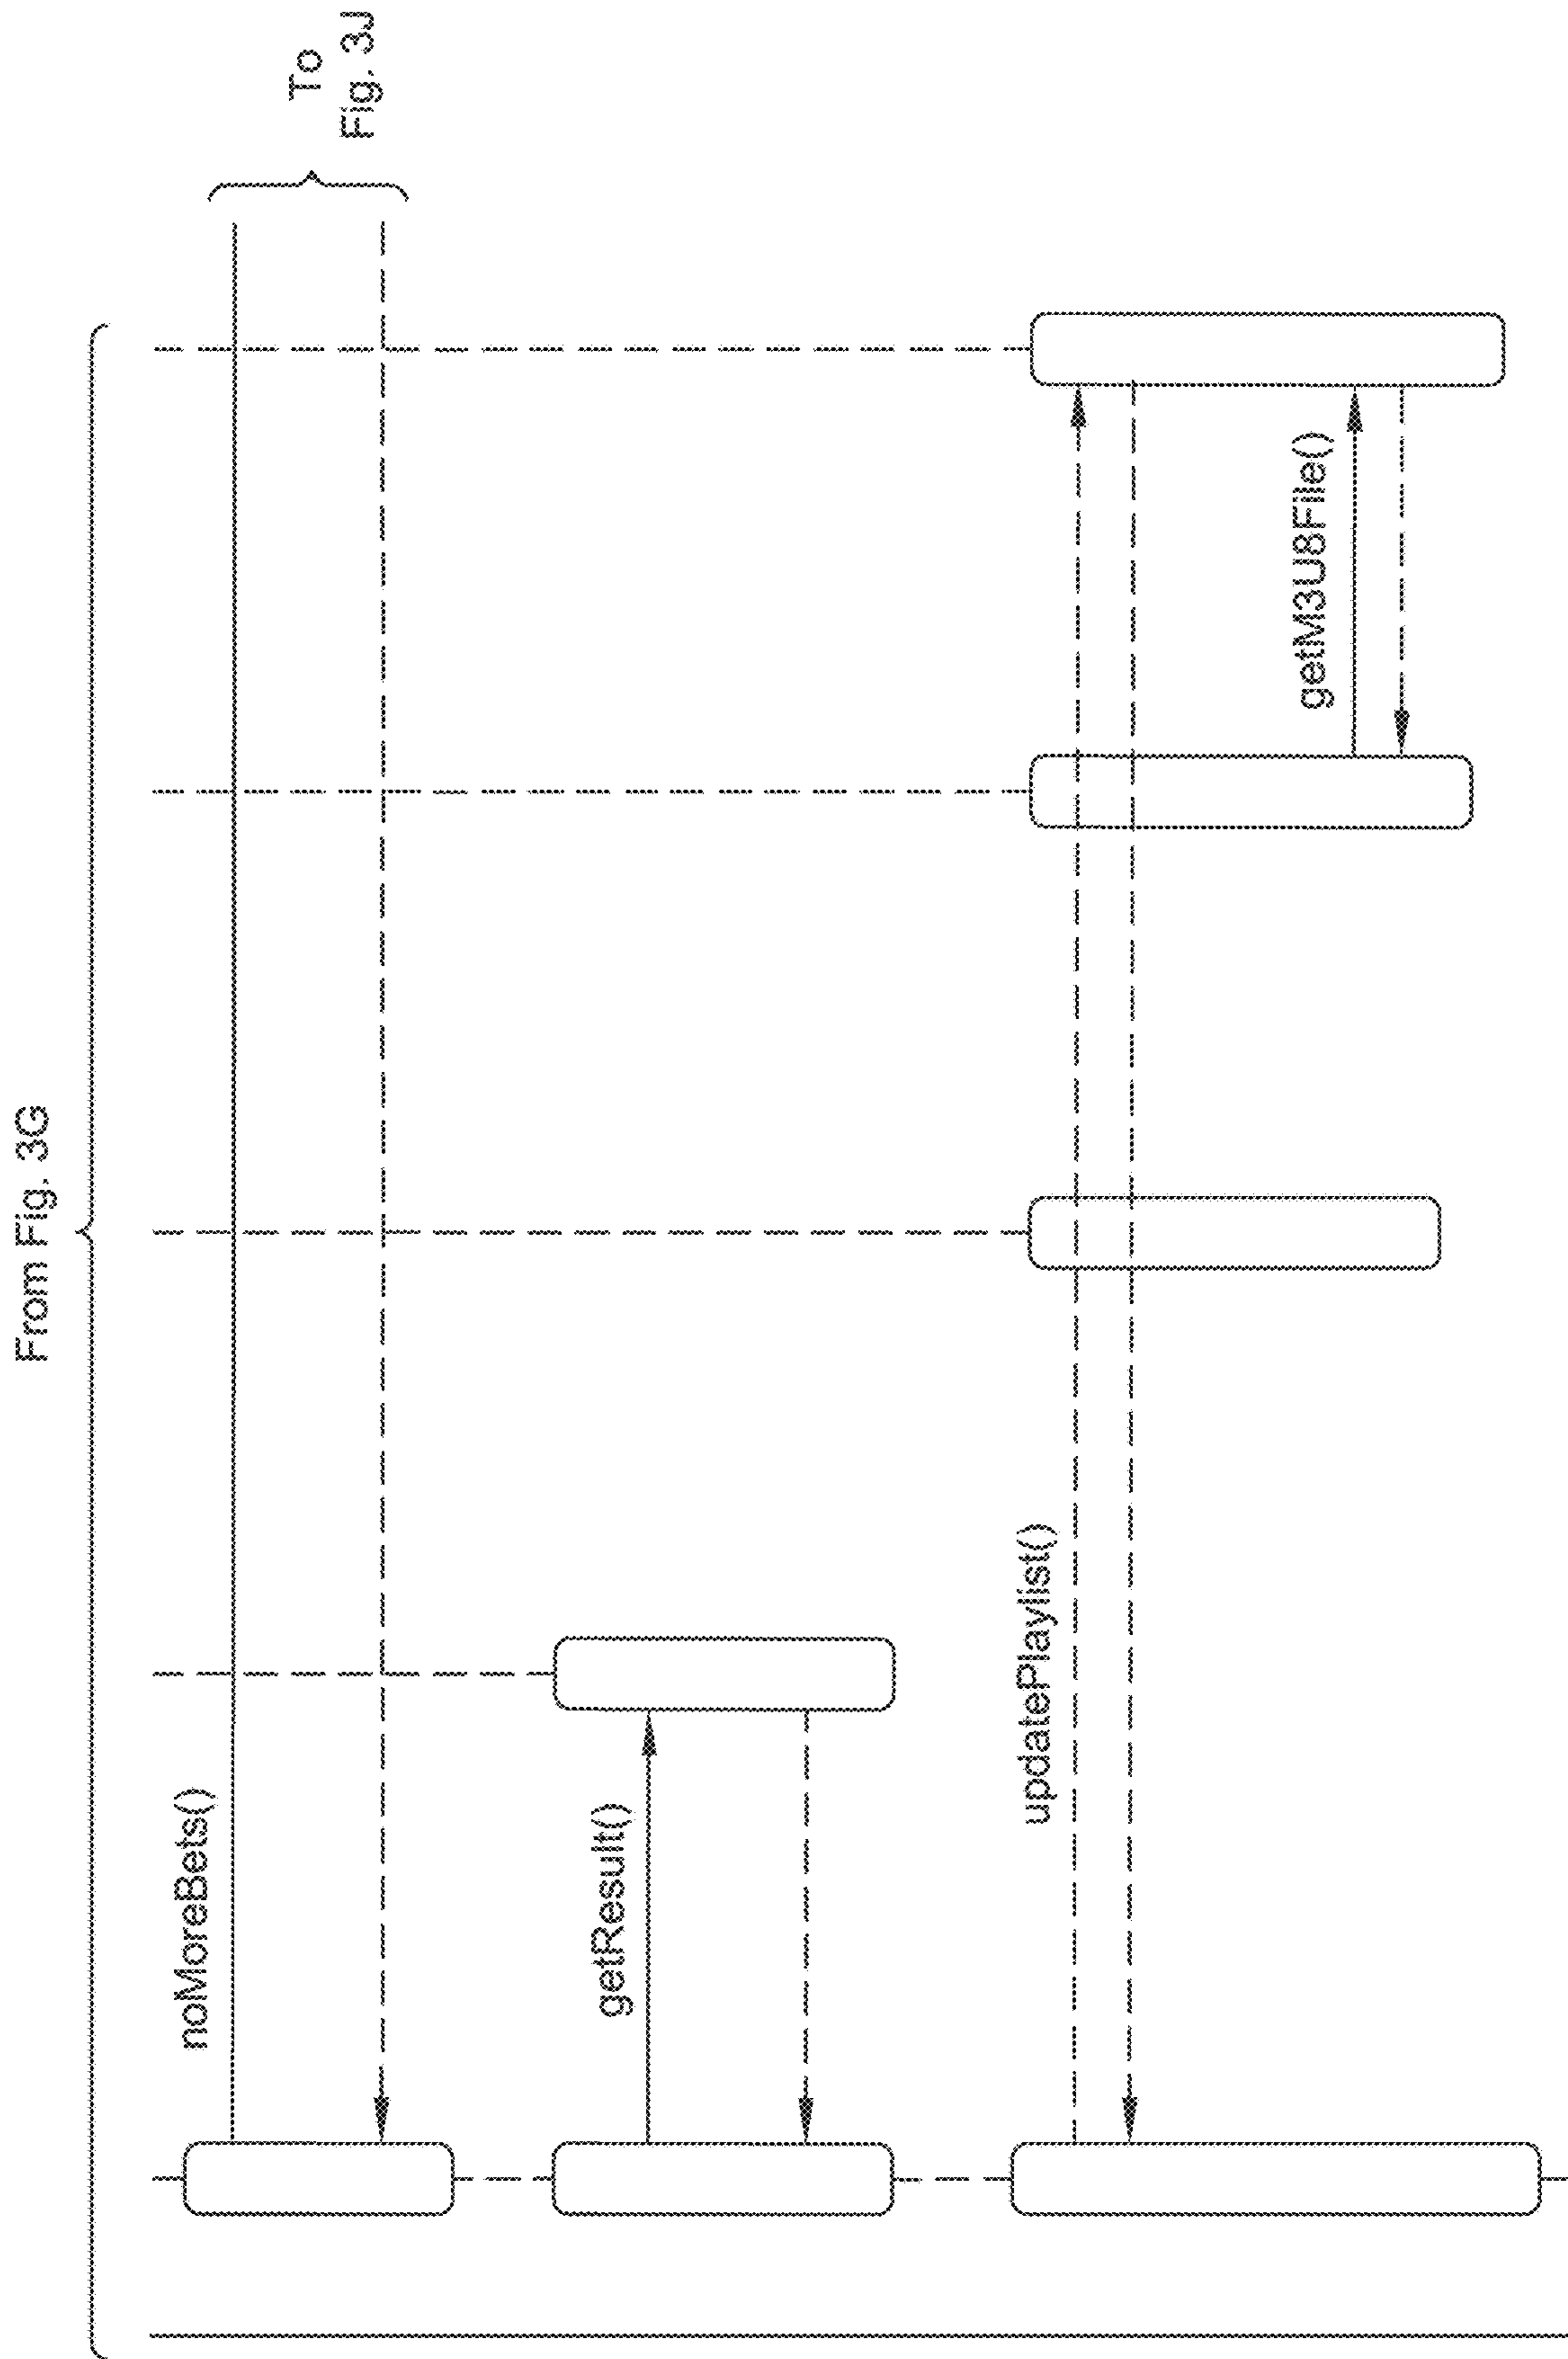 From Fig. 3G
To
Fig. 3J
noMoreBets()
getResult()
updatePlaylist()
getM3U8File()